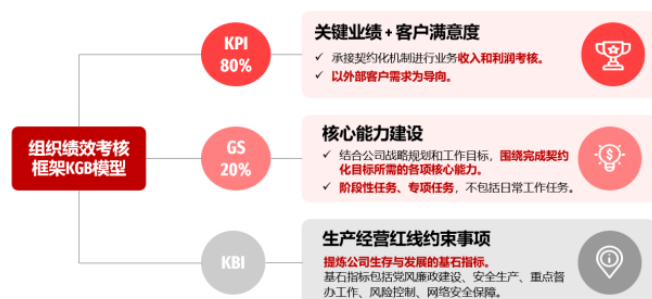 组织绩效考核
框架KGB模型
KPI
80%
关键业绩+客户满意度
✓ 承接契约化机制进行业务收入和利润考核。
✓ 以外部客户需求为导向。
GS
20%
核心能力建设
✓ 结合公司战略规划和工作目标，围绕完成契约
化目标所需的各项核心能力。
✓ 阶段性任务、专项任务，不包括日常工作任务。
KBI
生产经营红线约束事项
提炼公司生存与发展的基石指标。
基石指标包括党风廉政建设、安全生产、重点督
办工作、风险控制、网络安全保障。